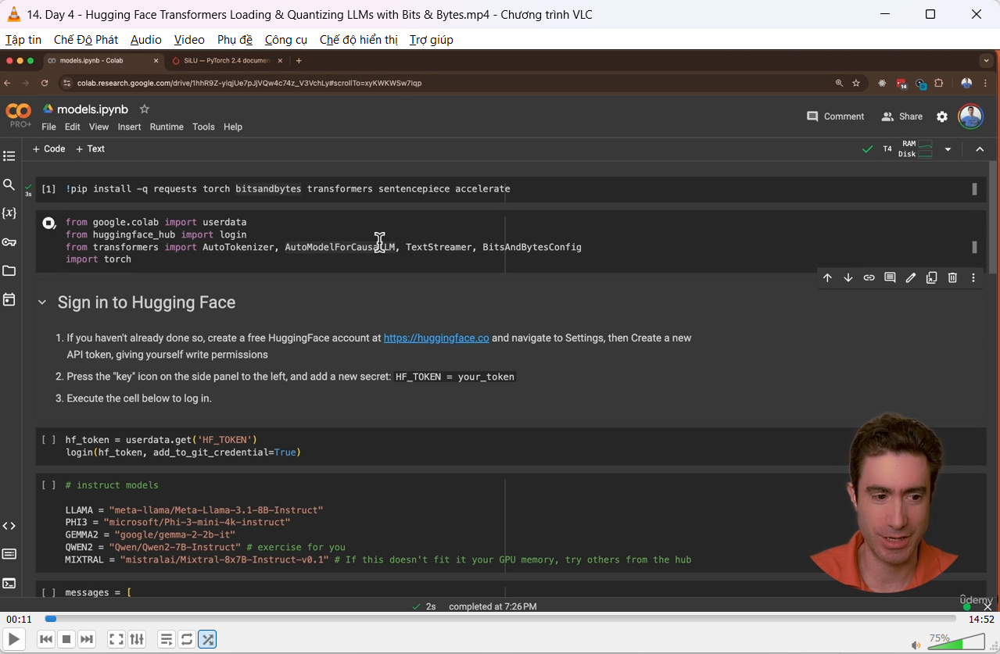 14. Day 4 - Hugging Face Transformers Loading & Quantizing LLMs with Bits & Bytes.mp4 - Chương trình VLC
Tập tin Chế Độ Phát Audio Video Phụ đề Công cụ Chế độ hiển thị Trợ giúp
models.ipynb - Colab SiLU — PyTorch 2.4 documen
colab.research.google.com/drive/1hhR9Z-yiqjUe7pJjVQw4c74z_V3VchLy#scrollTo=xyKWKWSw7Iqp
14
PRO+
models.ipynb
File Edit View Insert Runtime Tools Help
Comment Share
+ Code + Text
T4 RAM
Disk
3s
[1] !pip install -q requests torch bitsandbytes transformers sentencepiece accelerate
from google.colab import userdata
from huggingface_hub import login
from transformers import AutoTokenizer, AutoModelForCausalLM, TextStreamer, BitsAndBytesConfig
import torch
Sign in to Hugging Face
1. If you haven't already done so, create a free HuggingFace account at https://huggingface.co and navigate to Settings, then Create a new
API token, giving yourself write permissions
2. Press the "key" icon on the side panel to the left, and add a new secret: HF_TOKEN = your_token
3. Execute the cell below to log in.
[ ] hf_token = userdata.get('HF_TOKEN')
login(hf_token, add_to_git_credential=True)
[ ] # instruct models
LLAMA = "meta-llama/Meta-Llama-3.1-8B-Instruct"
PHI3 = "microsoft/Phi-3-mini-4k-instruct"
GEMMA2 = "google/gemma-2-2b-it"
QWEN2 = "Qwen/Qwen2-7B-Instruct" # exercise for you
MIXTRAL = "mistralai/Mixtral-8x7B-Instruct-v0.1" # If this doesn't fit it your GPU memory, try others from the hub
[ ] messages = [
2s completed at 7:26 PM
ûdemy
00:11 14:52
75%